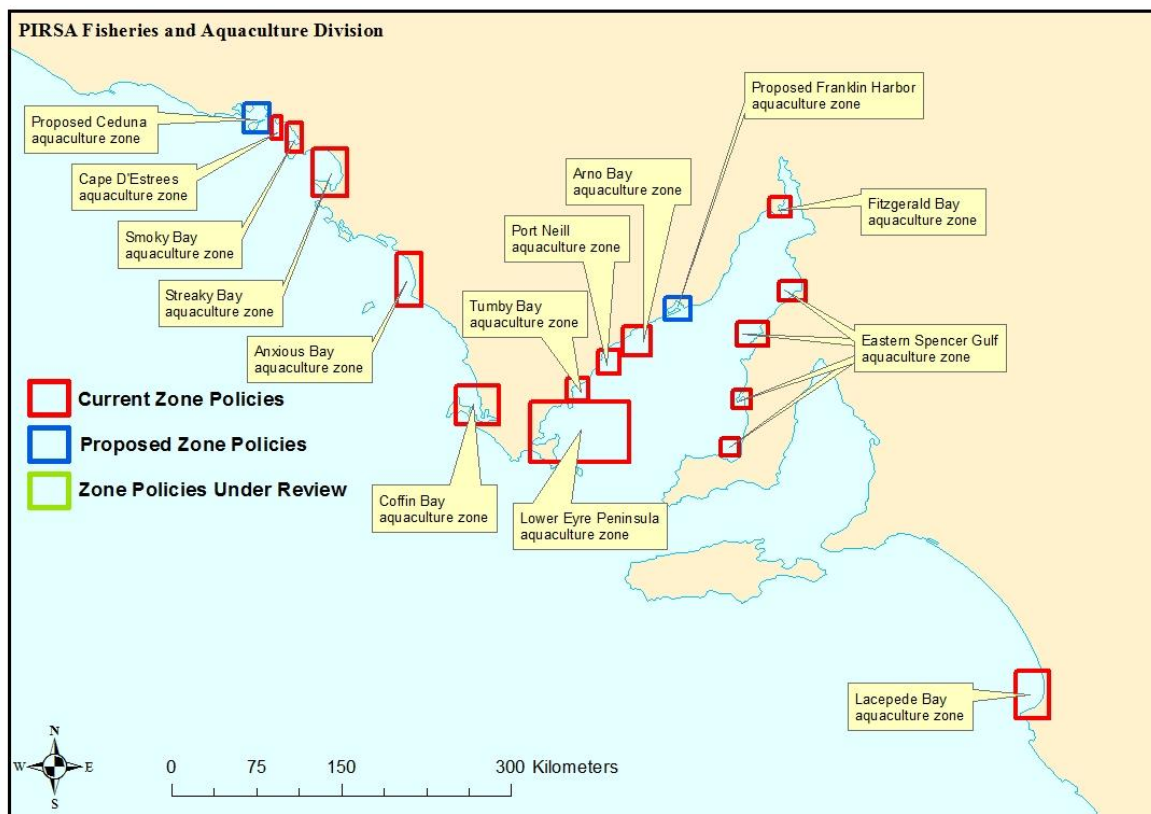 PIRSA Fisheries and Aquaculture Division
Proposed Ceduna
aquaculture zone
Cape D'Estrees
aquaculture zone
Smoky Bay
aquaculture zone
Streaky Bay
aquaculture zone
Anxious Bay
aquaculture zone
Coffin Bay
aquaculture zone
Lower Eyre Peninsula
aquaculture zone
Tumby Bay
aquaculture zone
Port Neill
aquaculture zone
Arno Bay
aquaculture zone
Proposed Franklin Harbor
aquaculture zone
Fitzgerald Bay
aquaculture zone
Eastern Spencer Gulf
aquaculture zone
Lacepede Bay
aquaculture zone
Current Zone Policies
Proposed Zone Policies
Zone Policies Under Review
N
W E
S
0 75 150 300 Kilometers